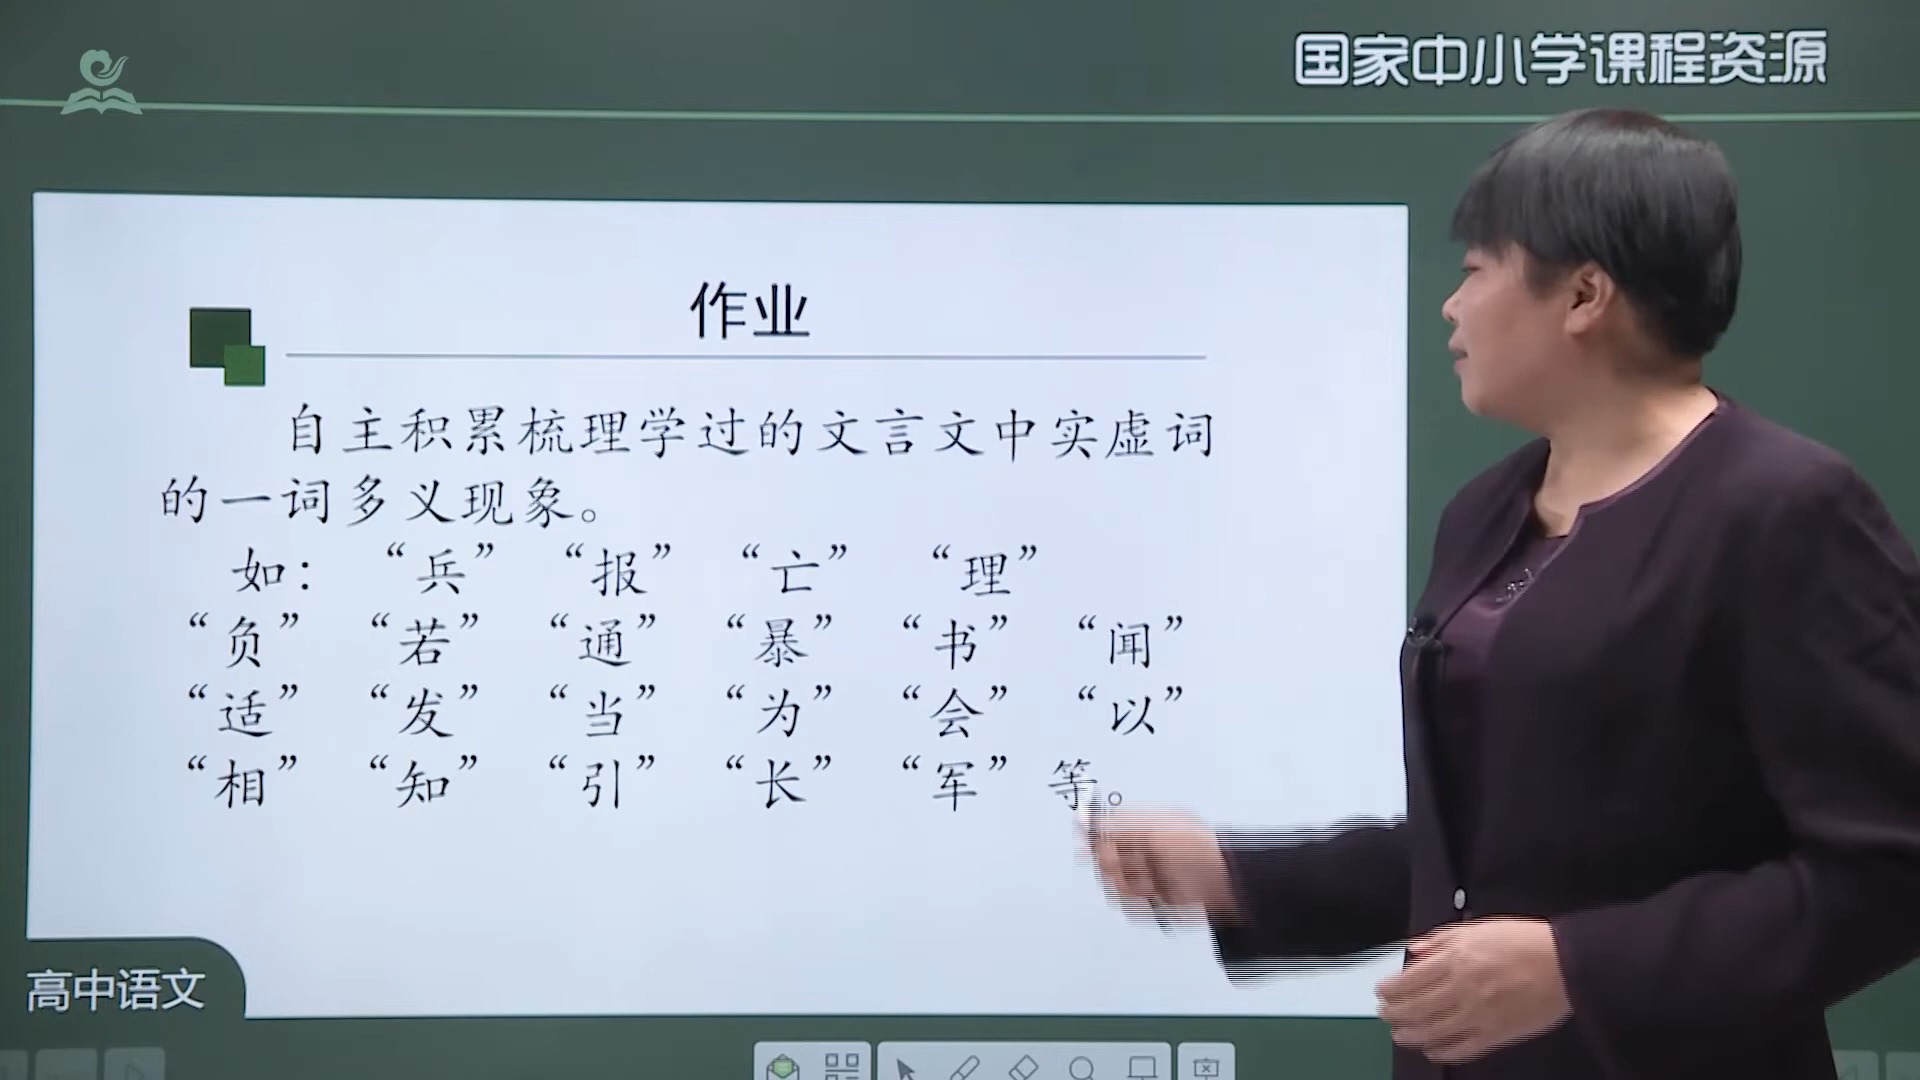 国家中小学课程资源
作业
自主积累梳理学过的文言文中实虚词
的一词多义现象。
如：“兵” “报” “亡” “理”
“负” “若” “通” “暴” “书” “闻”
“适” “发” “当” “为” “会” “以”
“相” “知” “引” “长” “军” 等。
高中语文